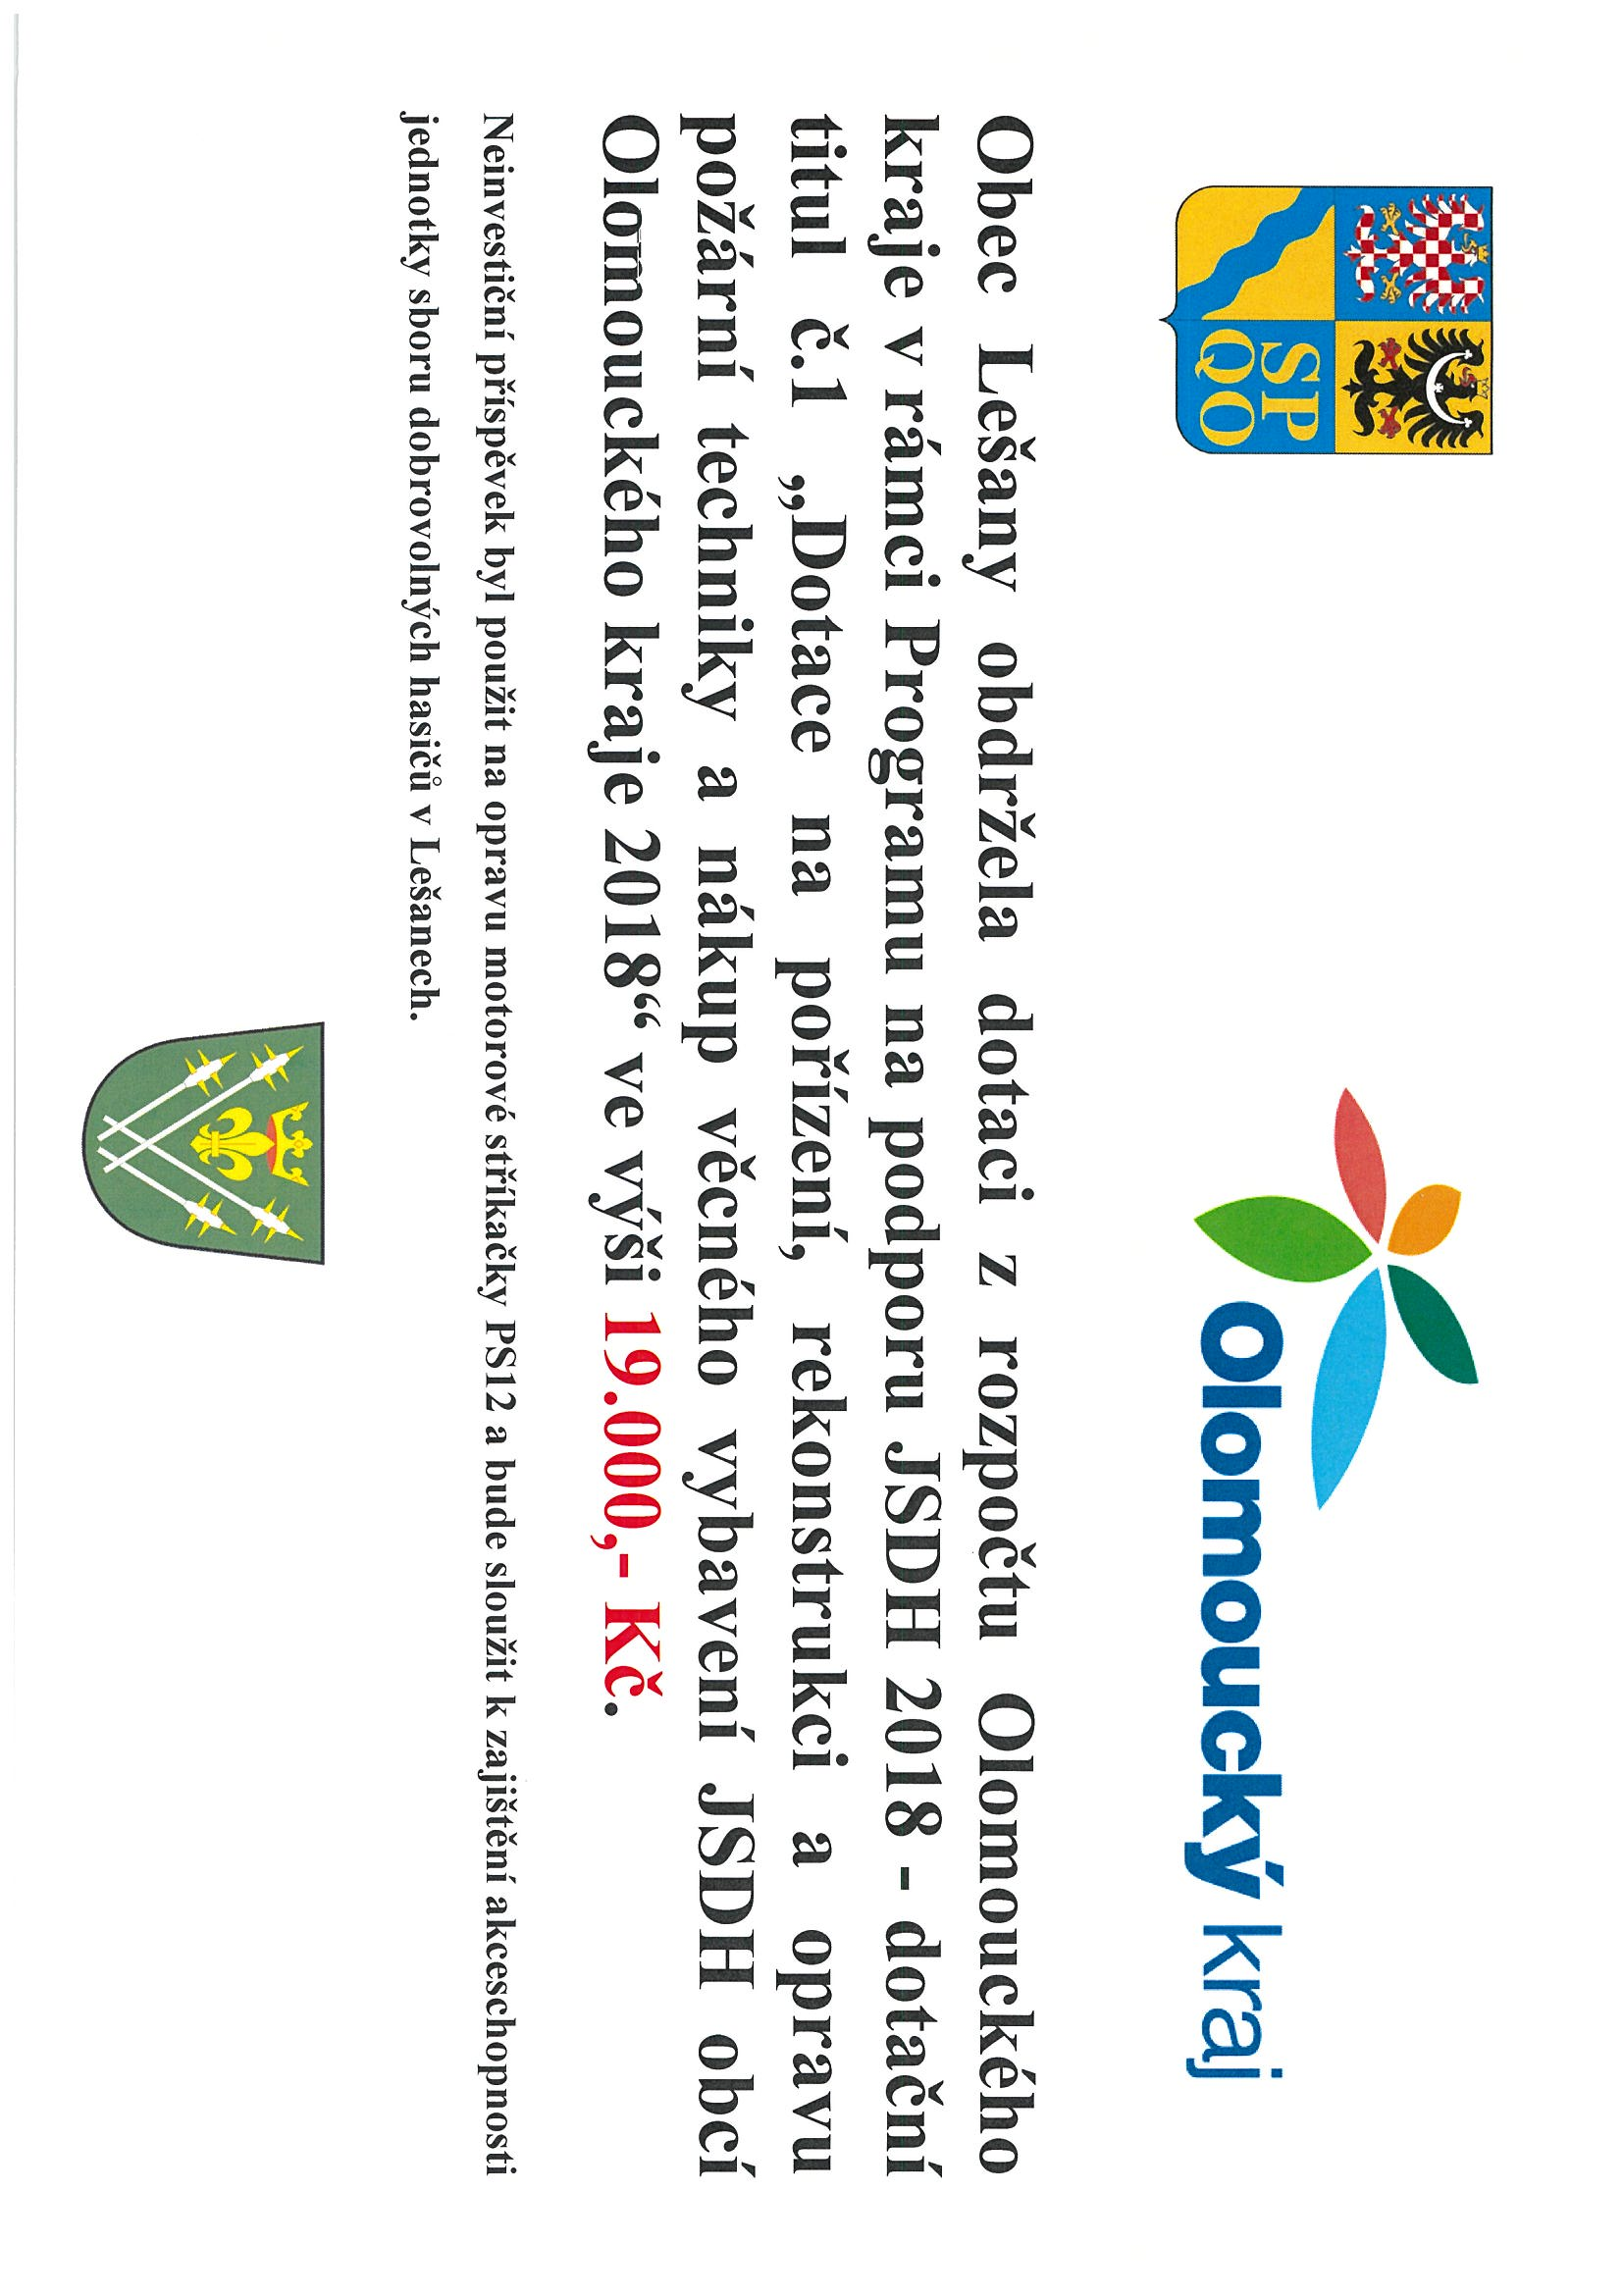 SP
QO
Olomoucký kraj
Obec Lešany obdržela dotaci z rozpočtu Olomouckého
kraje v rámci Programu na podporu JSDH 2018 - dotační
titul č.1 „Dotace na pořízení, rekonstrukci a opravu
požární techniky a nákup věcného vybavení JSDH obcí
Olomouckého kraje 2018“ ve výši 19.000,- Kč.
Neinvestiční příspěvek byl použit na opravu motorové stříkačky PS12 a bude sloužit k zajištění akceschopnosti
jednotky sboru dobrovolných hasičů v Lešanech.